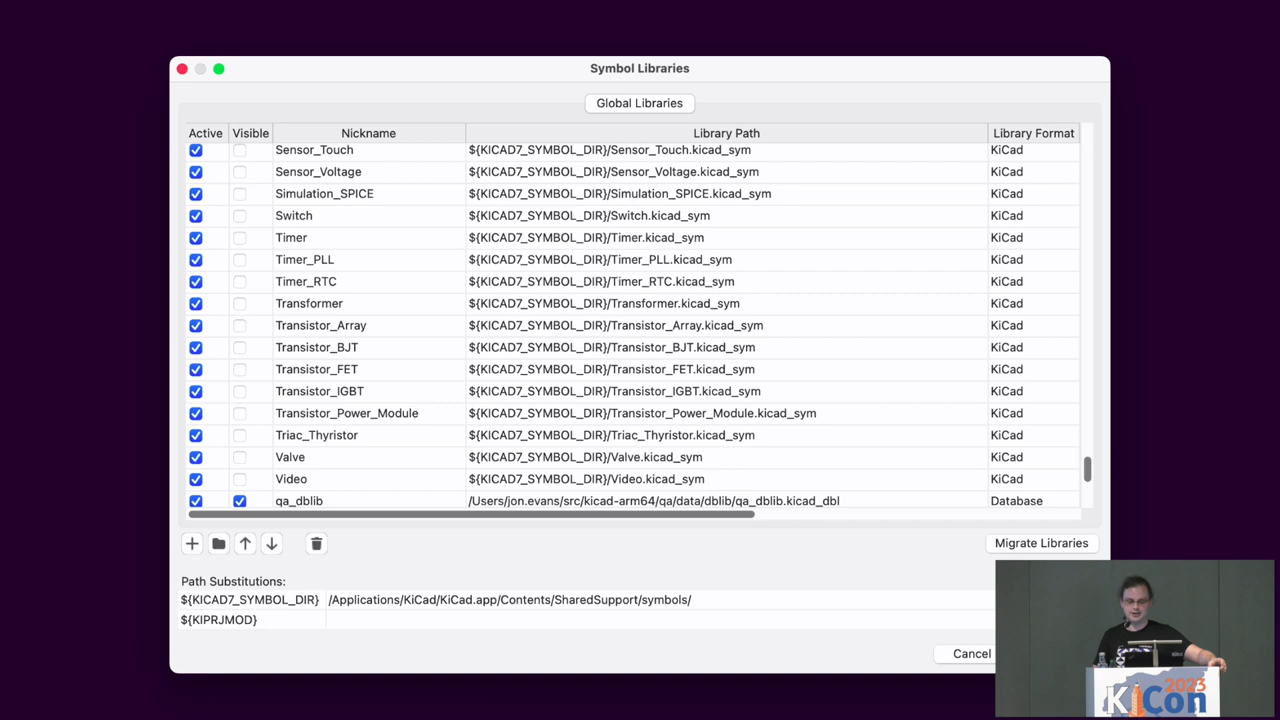 Symbol Libraries
Global Libraries
Active Visible Nickname Library Path Library Format
Sensor_Touch ${KICAD7_SYMBOL_DIR}/Sensor_Touch.kicad_sym KiCad
Sensor_Voltage ${KICAD7_SYMBOL_DIR}/Sensor_Voltage.kicad_sym KiCad
Simulation_SPICE ${KICAD7_SYMBOL_DIR}/Simulation_SPICE.kicad_sym KiCad
Switch ${KICAD7_SYMBOL_DIR}/Switch.kicad_sym KiCad
Timer ${KICAD7_SYMBOL_DIR}/Timer.kicad_sym KiCad
Timer_PLL ${KICAD7_SYMBOL_DIR}/Timer_PLL.kicad_sym KiCad
Timer_RTC ${KICAD7_SYMBOL_DIR}/Timer_RTC.kicad_sym KiCad
Transformer ${KICAD7_SYMBOL_DIR}/Transformer.kicad_sym KiCad
Transistor_Array ${KICAD7_SYMBOL_DIR}/Transistor_Array.kicad_sym KiCad
Transistor_BJT ${KICAD7_SYMBOL_DIR}/Transistor_BJT.kicad_sym KiCad
Transistor_FET ${KICAD7_SYMBOL_DIR}/Transistor_FET.kicad_sym KiCad
Transistor_IGBT ${KICAD7_SYMBOL_DIR}/Transistor_IGBT.kicad_sym KiCad
Transistor_Power_Module ${KICAD7_SYMBOL_DIR}/Transistor_Power_Module.kicad_sym KiCad
Triac_Thyristor ${KICAD7_SYMBOL_DIR}/Triac_Thyristor.kicad_sym KiCad
Valve ${KICAD7_SYMBOL_DIR}/Valve.kicad_sym KiCad
Video ${KICAD7_SYMBOL_DIR}/Video.kicad_sym KiCad
qa_dblib /Users/jon.evans/src/kicad-arm64/qa/data/dblib/qa_dblib.kicad_dbl Database
Migrate Libraries
Path Substitutions:
${KICAD7_SYMBOL_DIR} /Applications/KiCad/KiCad.app/Contents/SharedSupport/symbols/
${KIPRJMOD}
Cancel
2023
KiCon